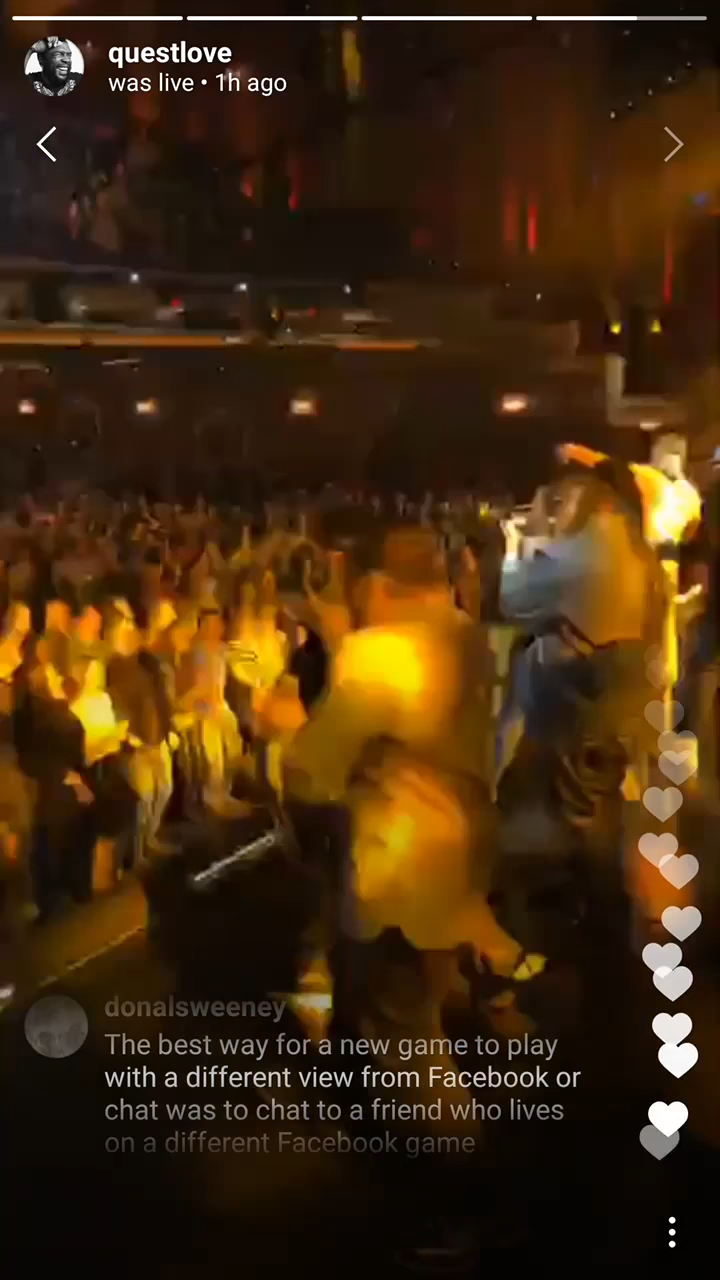 questlove
was live • 1h ago
donalsweeney
The best way for a new game to play
with a different view from Facebook or
chat was to chat to a friend who lives
on a different Facebook game